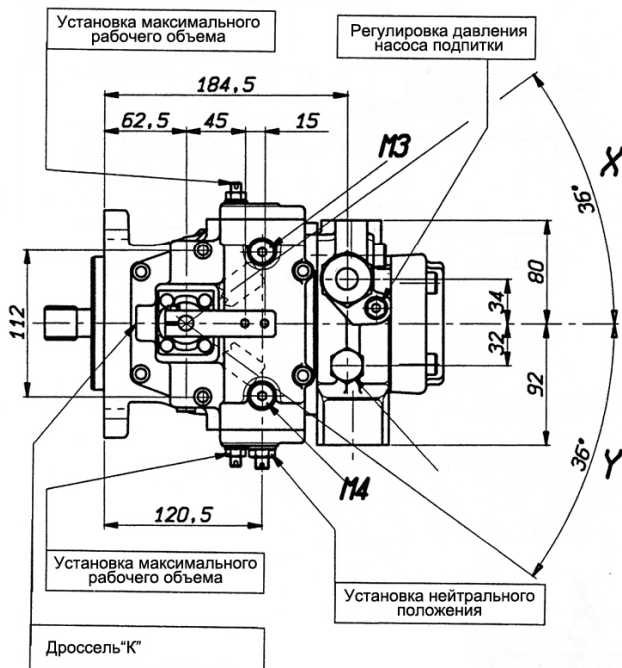 Установка максимального
рабочего объема
Регулировка давления
насоса подпитки
184,5
62,5
45
15
M3
X
36°
112
80
34
32
92
36°
Y
M4
120,5
Установка максимального
рабочего объема
Установка нейтрального
положения
Дроссель"К"